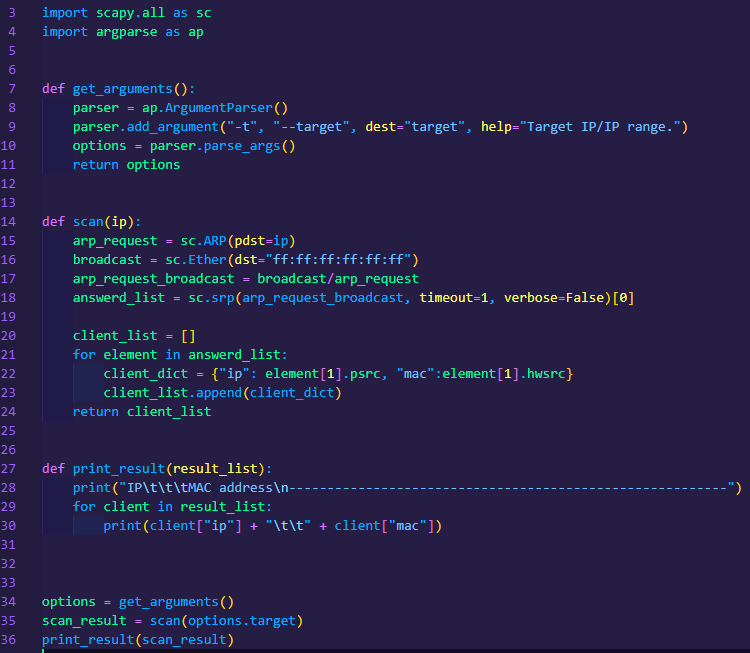 3 import scapy.all as sc
4 import argparse as ap
5
6
7 def get_arguments():
8     parser = ap.ArgumentParser()
9     parser.add_argument("-t", "--target", dest="target", help="Target IP/IP range.")
10     options = parser.parse_args()
11     return options
12
13
14 def scan(ip):
15     arp_request = sc.ARP(pdst=ip)
16     broadcast = sc.Ether(dst="ff:ff:ff:ff:ff:ff")
17     arp_request_broadcast = broadcast/arp_request
18     answerd_list = sc.srp(arp_request_broadcast, timeout=1, verbose=False)[0]
19
20     client_list = []
21     for element in answerd_list:
22         client_dict = {"ip": element[1].psrc, "mac":element[1].hwsrc}
23         client_list.append(client_dict)
24     return client_list
25
26
27 def print_result(result_list):
28     print("IP\t\t\tMAC address\n---------------------------------------------------------")
29     for client in result_list:
30         print(client["ip"] + "\t\t" + client["mac"])
31
32
33
34 options = get_arguments()
35 scan_result = scan(options.target)
36 print_result(scan_result)